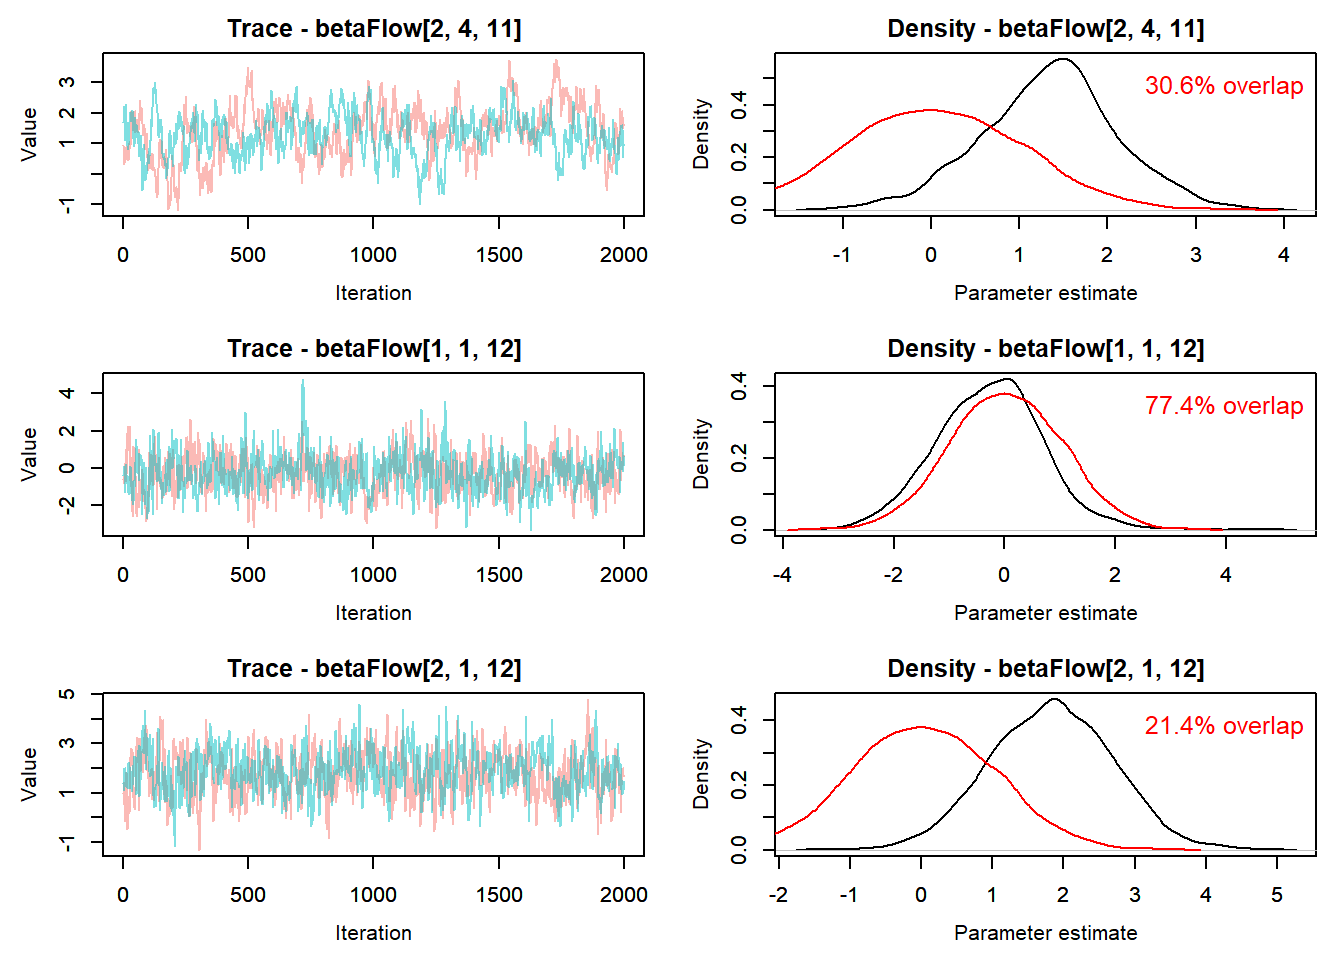 Trace - betaFlow[2, 4, 11]
Value
3
2
1
-1
0 500 1000 1500 2000
Iteration
Density - betaFlow[2, 4, 11]
30.6% overlap
Density
0.4
0.2
0.0
-1 0 1 2 3 4
Parameter estimate
Trace - betaFlow[1, 1, 12]
Value
4
2
0
-2
0 500 1000 1500 2000
Iteration
Density - betaFlow[1, 1, 12]
77.4% overlap
Density
0.4
0.2
0.0
-4 -2 0 2 4
Parameter estimate
Trace - betaFlow[2, 1, 12]
Value
5
3
1
-1
0 500 1000 1500 2000
Iteration
Density - betaFlow[2, 1, 12]
21.4% overlap
Density
0.4
0.2
0.0
-2 -1 0 1 2 3 4 5
Parameter estimate